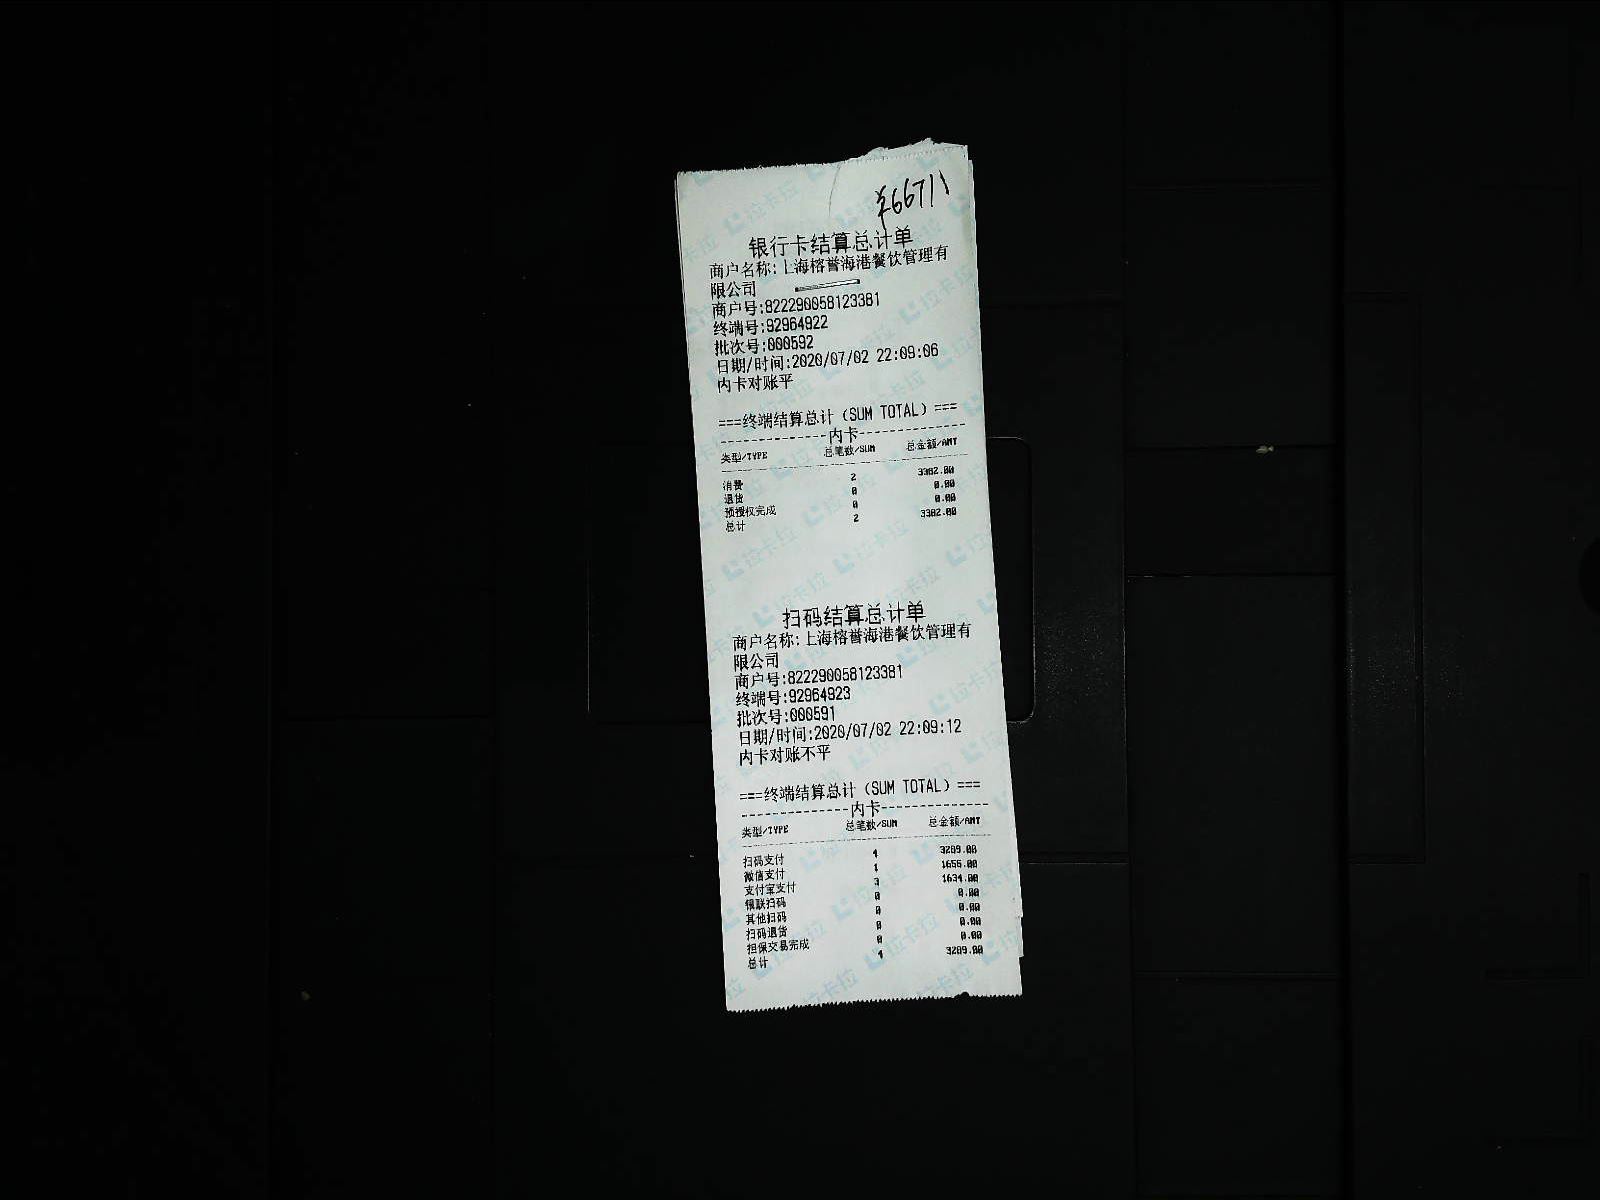 ¥6671
银行卡结算总计单
商户名称:上海榕誉海港餐饮管理有
限公司
商户号:822290058123381
终端号:92964922
批次号:000592
日期/时间:2020/07/02 22:09:06
内卡对账平
===终端结算总计（SUM TOTAL）===
---------------内卡---------------
类型/TYPE 总笔数/SUM 总金额/AMT
消费 2 3382.00
退货 0 0.00
预授权完成 0 0.00
总计 2 3382.00
扫码结算总计单
商户名称:上海榕誉海港餐饮管理有
限公司
商户号:822290058123381
终端号:92964923
批次号:000591
日期/时间:2020/07/02 22:09:12
内卡对账不平
===终端结算总计（SUM TOTAL）===
---------------内卡---------------
类型/TYPE 总笔数/SUM 总金额/AMT
扫码支付 4 3289.00
微信支付 1 1655.00
支付宝支付 3 1634.00
银联扫码 0 0.00
其他扫码 0 0.00
扫码退货 0 0.00
担保交易完成 0 0.00
总计 4 3289.00
拉卡拉